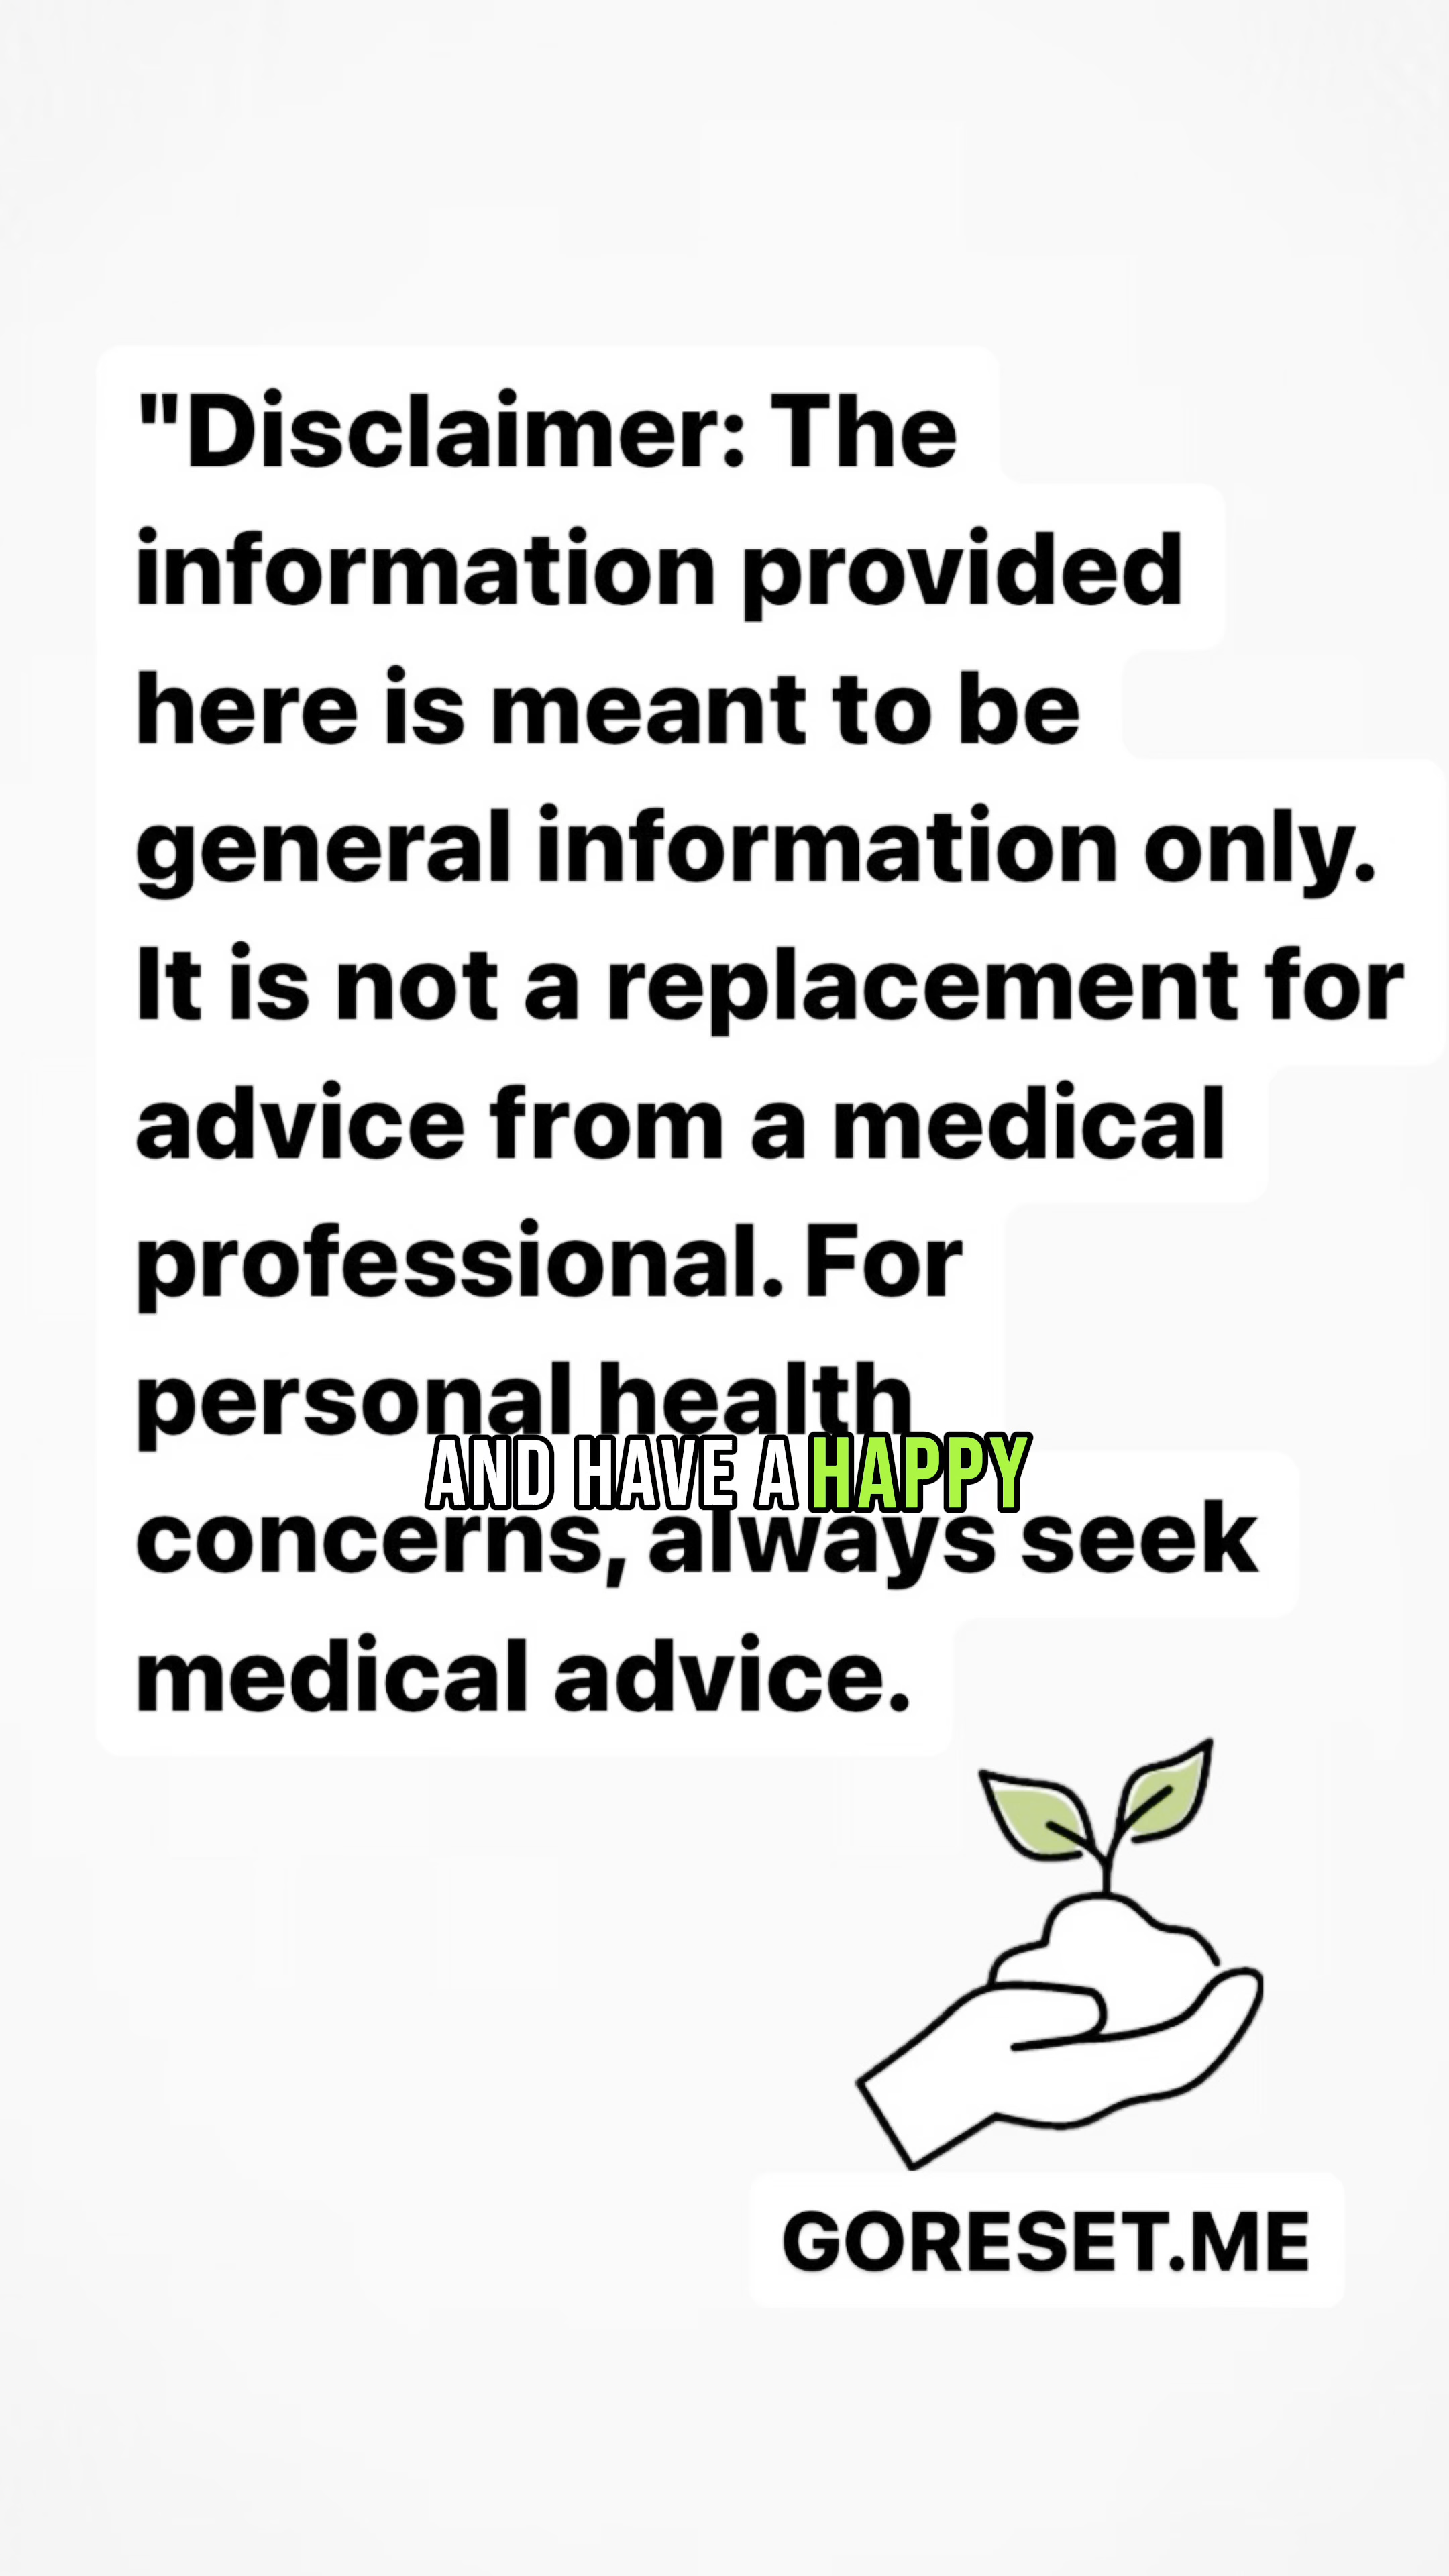 "Disclaimer: The
information provided
here is meant to be
general information only.
It is not a replacement for
advice from a medical
professional. For
personal health
AND HAVE A HAPPY
concerns, always seek
medical advice.
GORESET.ME